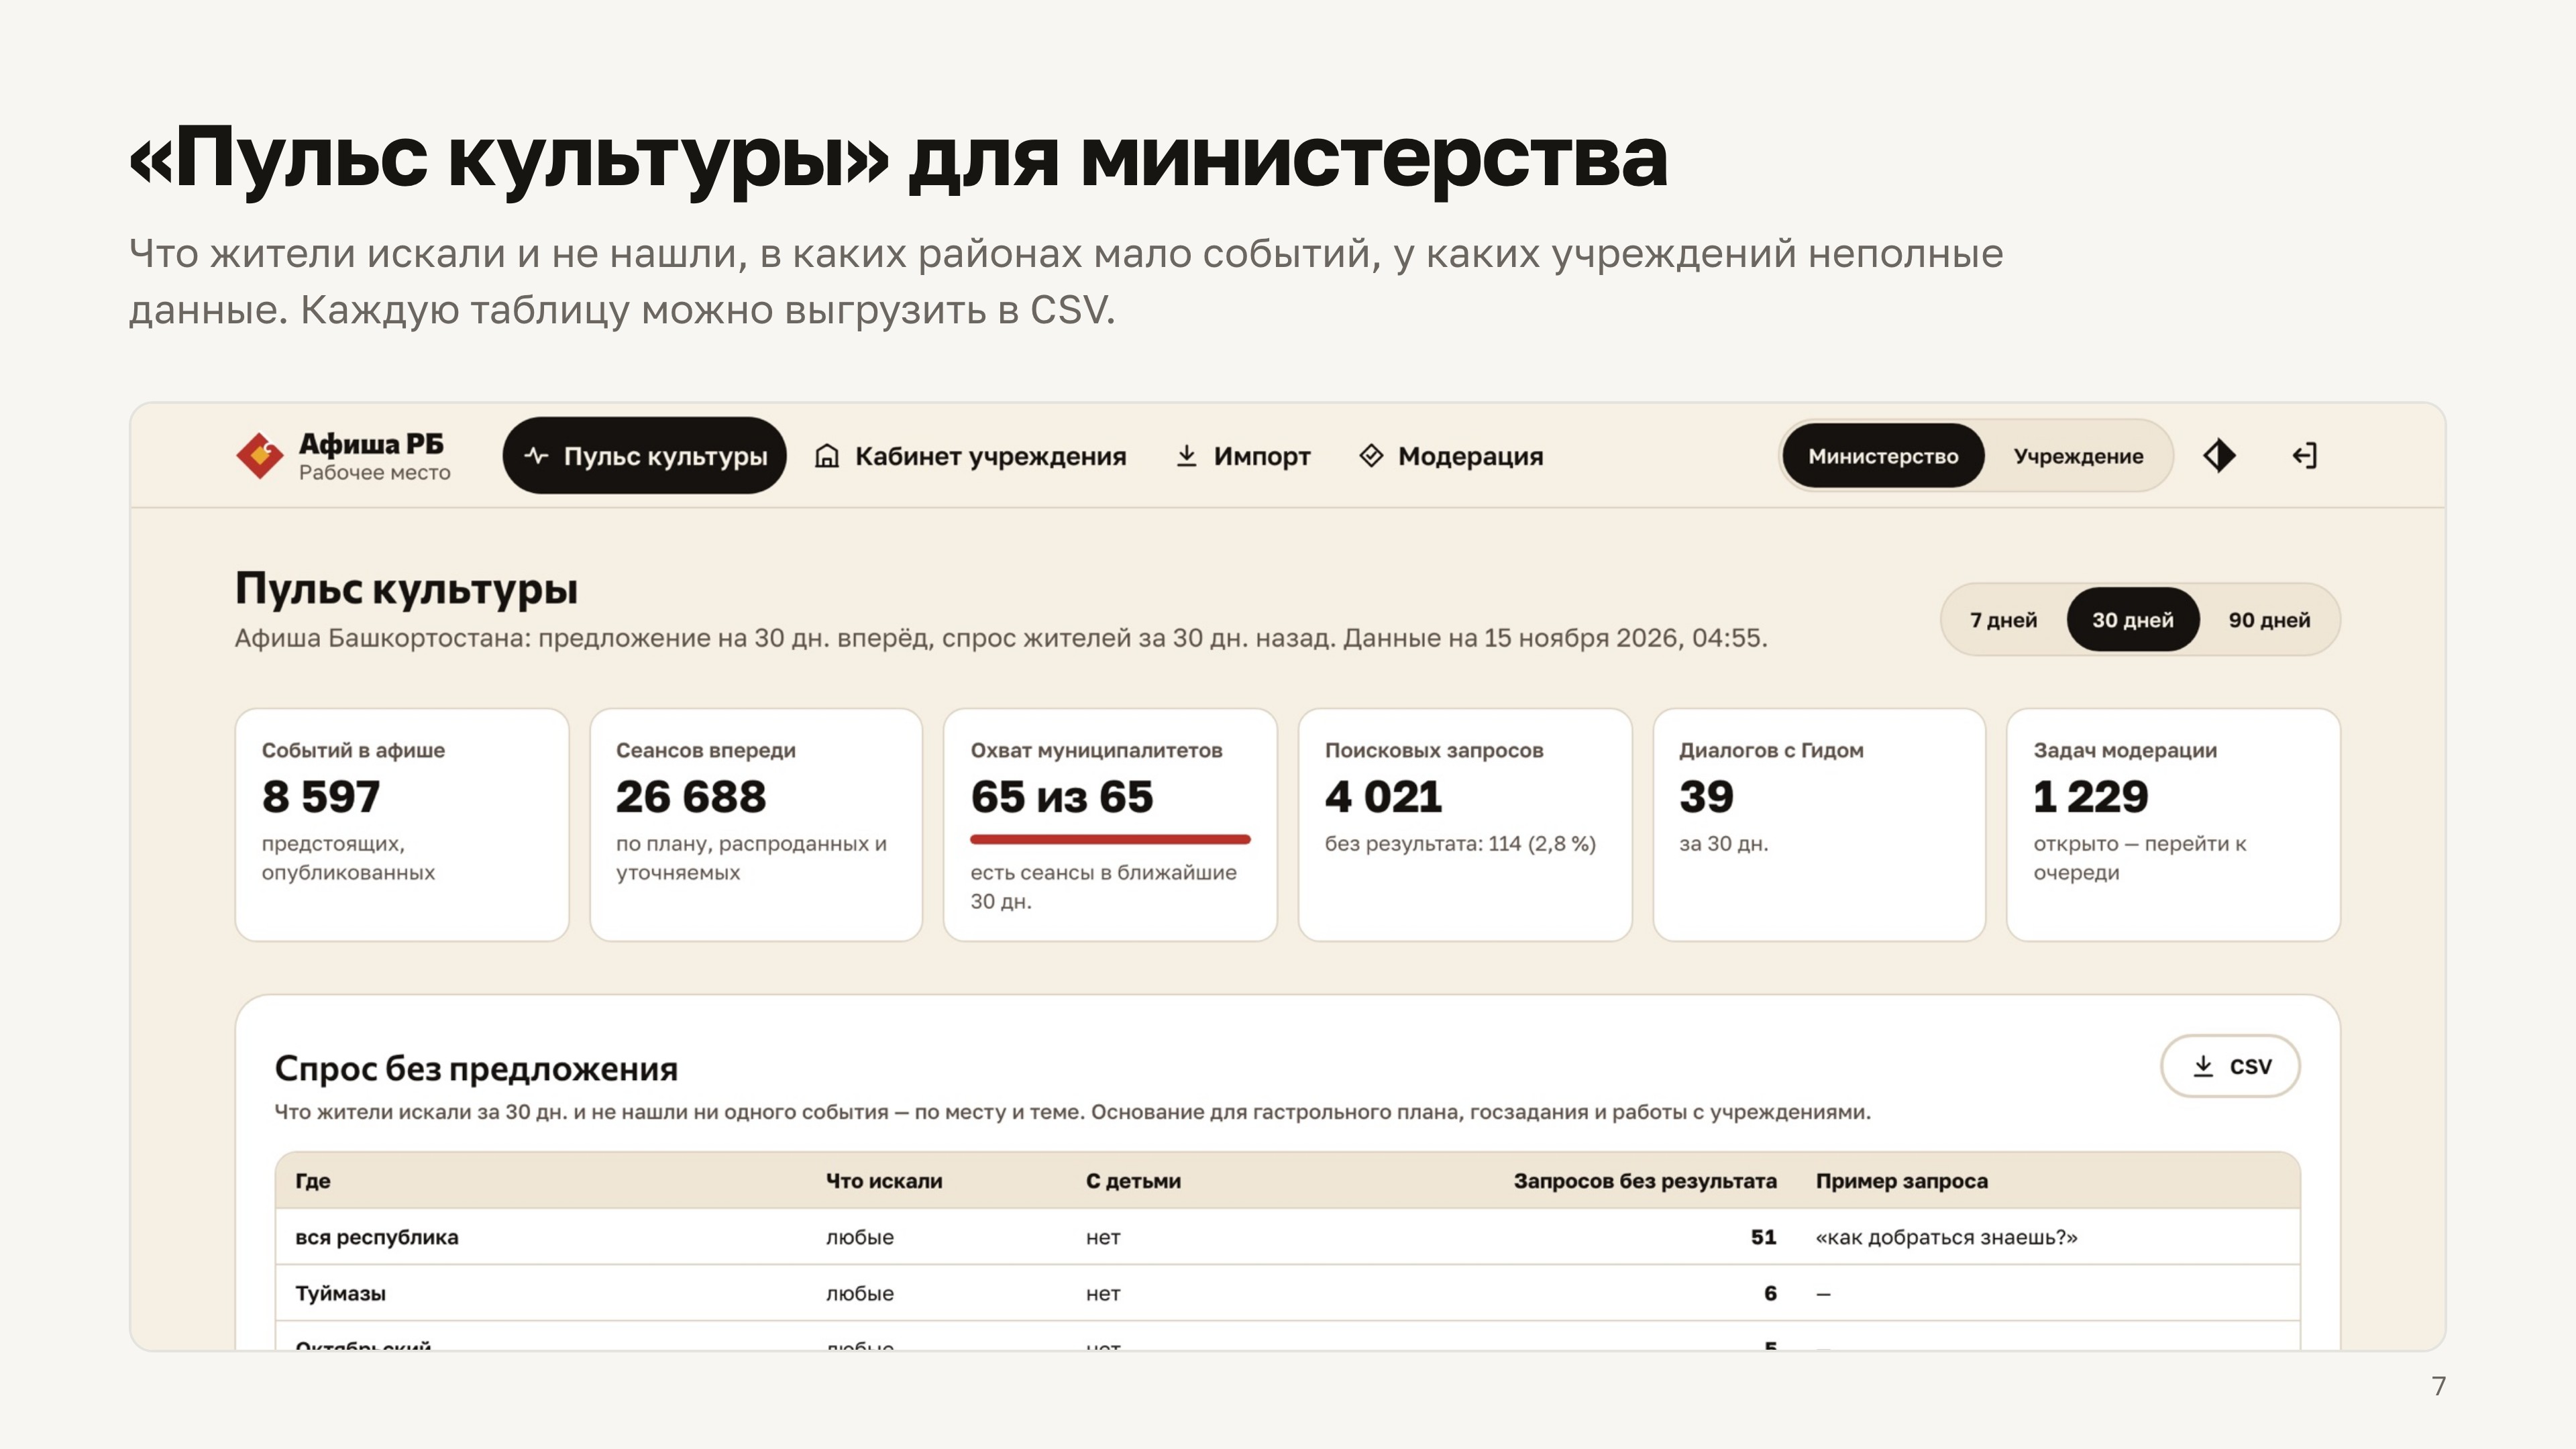 «Пульс культуры» для министерства
Что жители искали и не нашли, в каких районах мало событий, у каких учреждений неполные
данные. Каждую таблицу можно выгрузить в CSV.
Афиша РБ
Рабочее место
Пульс культуры
Кабинет учреждения
Импорт
Модерация
Министерство
Учреждение
Пульс культуры
Афиша Башкортостана: предложение на 30 дн. вперёд, спрос жителей за 30 дн. назад. Данные на 15 ноября 2026, 04:55.
7 дней
30 дней
90 дней
Событий в афише
8 597
предстоящих,
опубликованных
Сеансов впереди
26 688
по плану, распроданных и
уточняемых
Охват муниципалитетов
65 из 65
есть сеансы в ближайшие
30 дн.
Поисковых запросов
4 021
без результата: 114 (2,8 %)
Диалогов с Гидом
39
за 30 дн.
Задач модерации
1 229
открыто — перейти к
очереди
Спрос без предложения
CSV
Что жители искали за 30 дн. и не нашли ни одного события — по месту и теме. Основание для гастрольного плана, госзадания и работы с учреждениями.
Где Что искали С детьми Запросов без результата Пример запроса
вся республика любые нет 51 «как добраться знаешь?»
Туймазы любые нет 6 —
Октябрьский любые нет 5 —
7